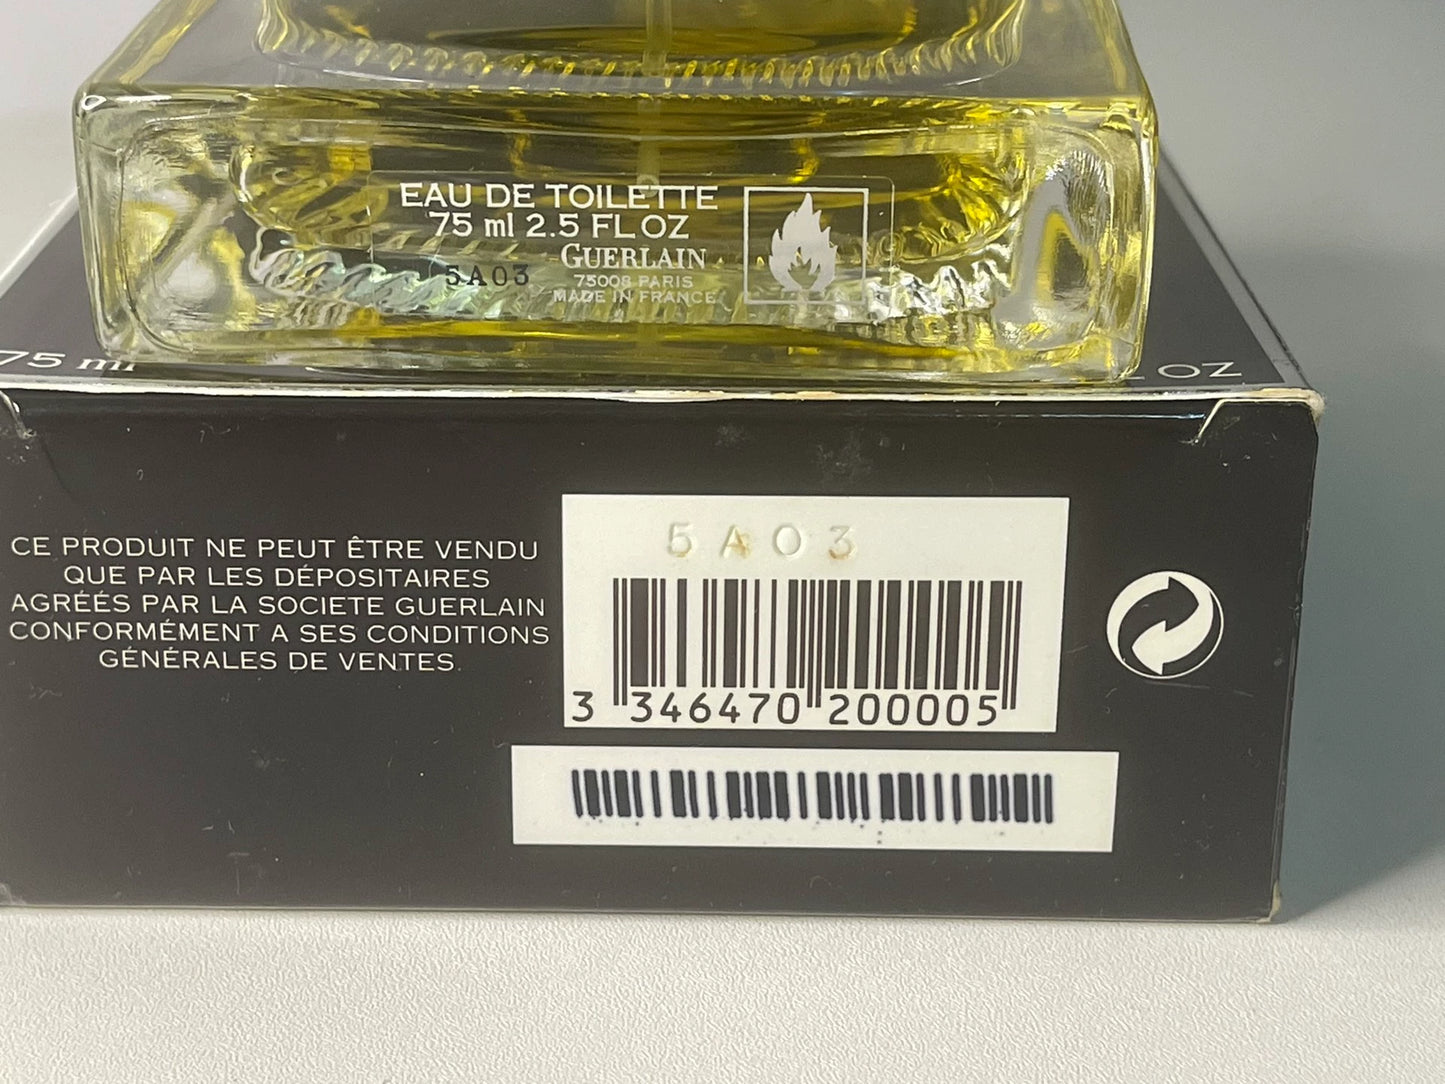 EAU DE TOILETTE
75 ml 2.5 FL OZ
GUERLAIN
5A03
75008 PARIS
MADE IN FRANCE
75 ml
OZ
CE PRODUIT NE PEUT ÊTRE VENDU
QUE PAR LES DÉPOSITAIRES
AGRÉÉS PAR LA SOCIETE GUERLAIN
CONFORMÉMENT A SES CONDITIONS
GÉNÉRALES DE VENTES.
5A03
3 346470 200005